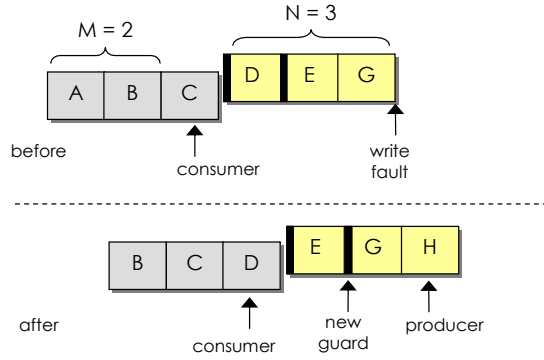 M = 2
N = 3
A B C D E G
before
consumer
write
fault
B C D E G H
after
consumer
new
guard
producer